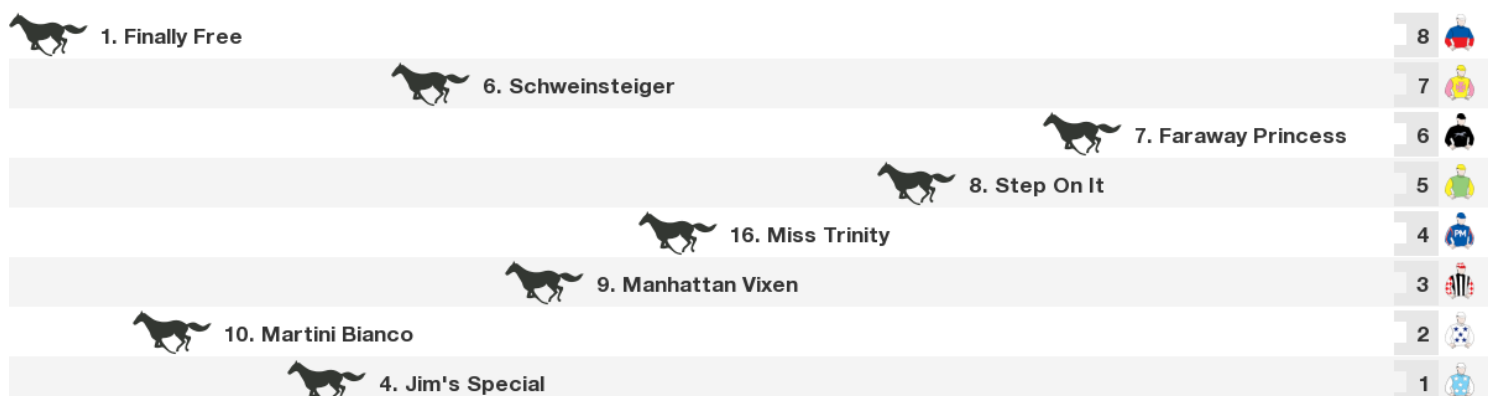 1. Finally Free 8
6. Schweinsteiger 7
7. Faraway Princess 6
8. Step On It 5
16. Miss Trinity 4
PM
9. Manhattan Vixen 3
10. Martini Bianco 2
4. Jim's Special 1